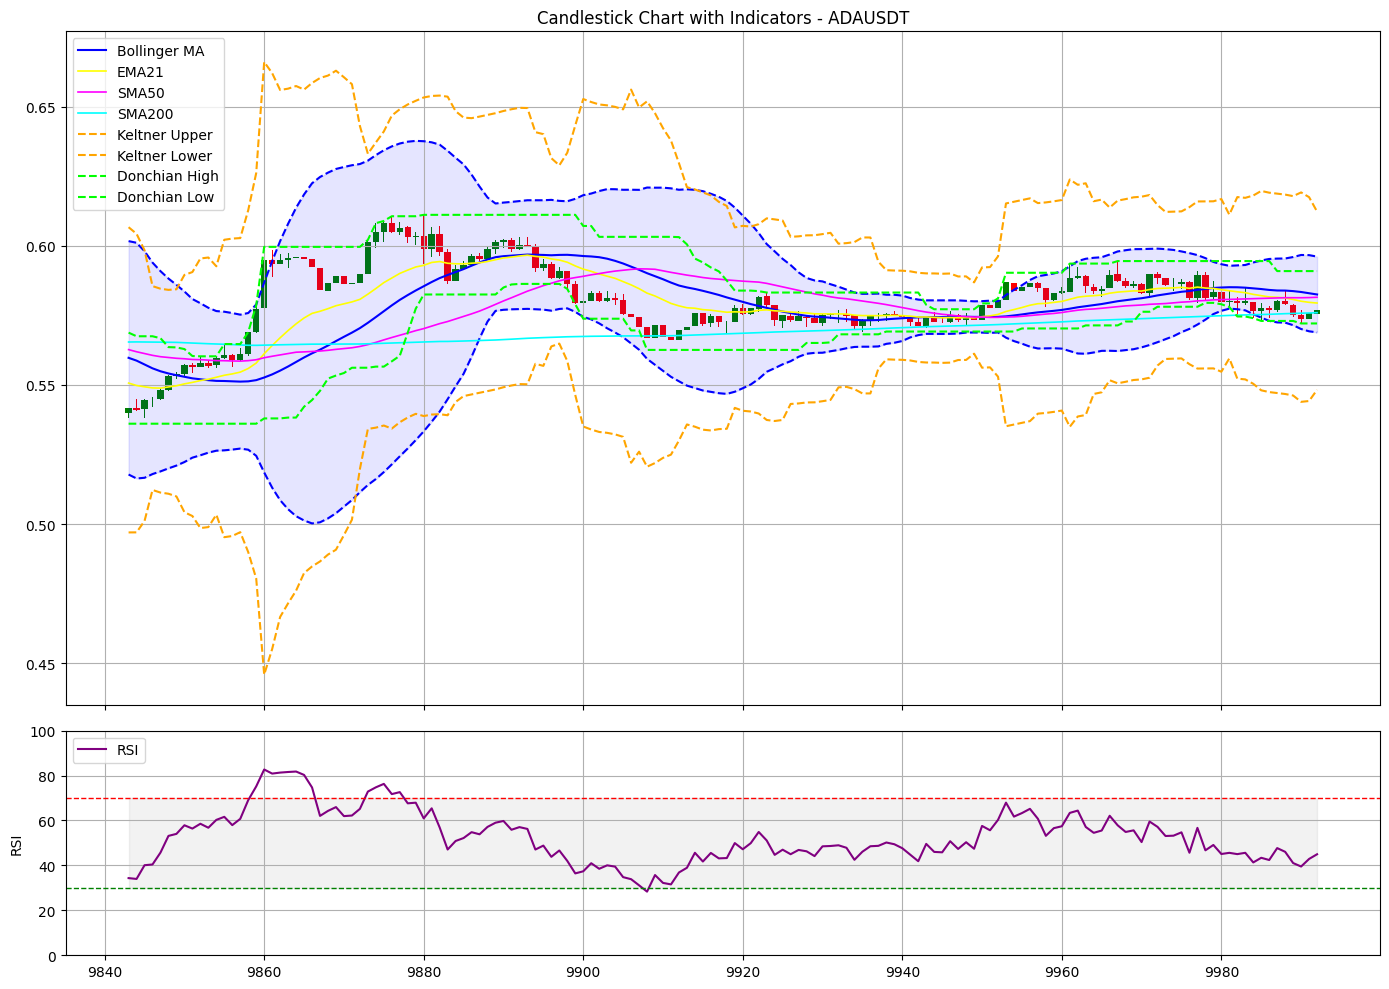 Candlestick Chart with Indicators - ADAUSDT
Bollinger MA
EMA21
SMA50
SMA200
Keltner Upper
Keltner Lower
Donchian High
Donchian Low
0.65
0.60
0.55
0.50
0.45
RSI
100
80
60
40
20
0
RSI
9840 9860 9880 9900 9920 9940 9960 9980